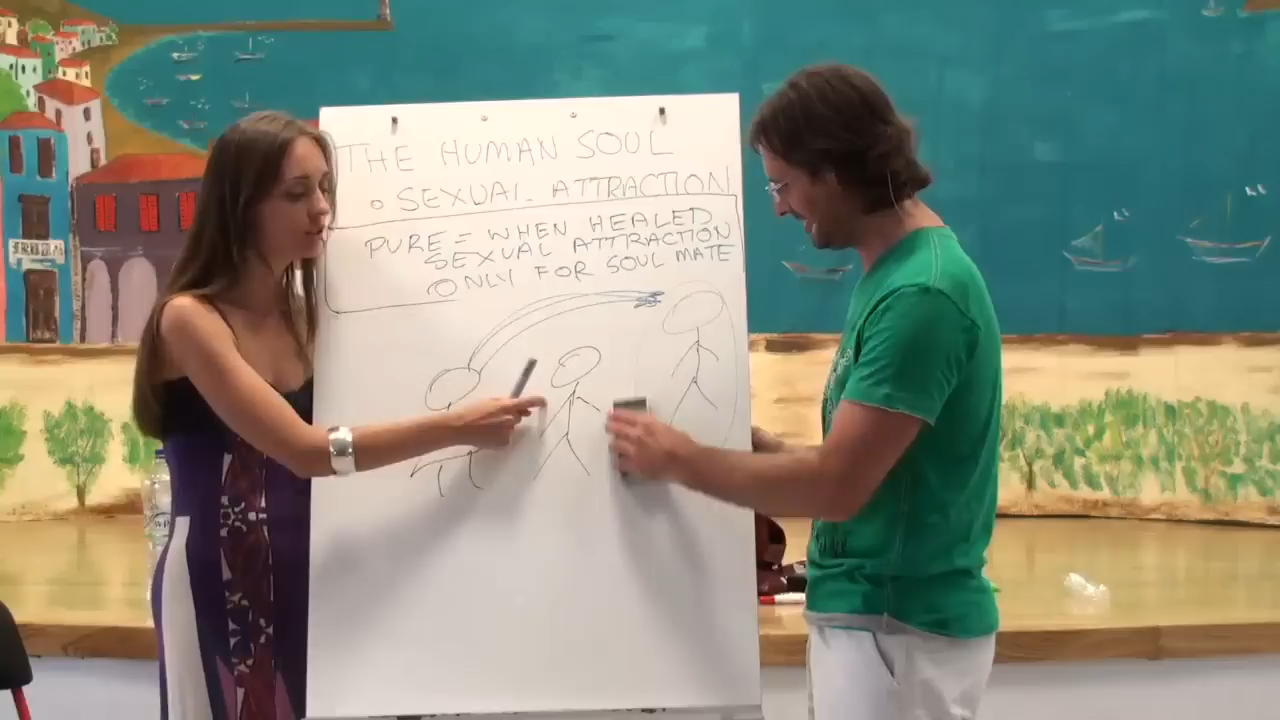 THE HUMAN SOUL
• SEXUAL ATTRACTION
PURE = WHEN HEALED
SEXUAL ATTRACTION
ONLY FOR SOUL MATE